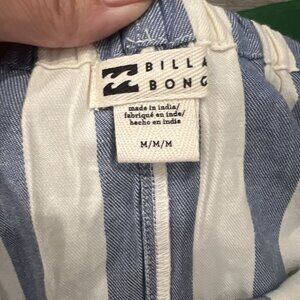 BILLA
BONG
made in india/
fabriqué en inde/
hecho en india
M/M/M